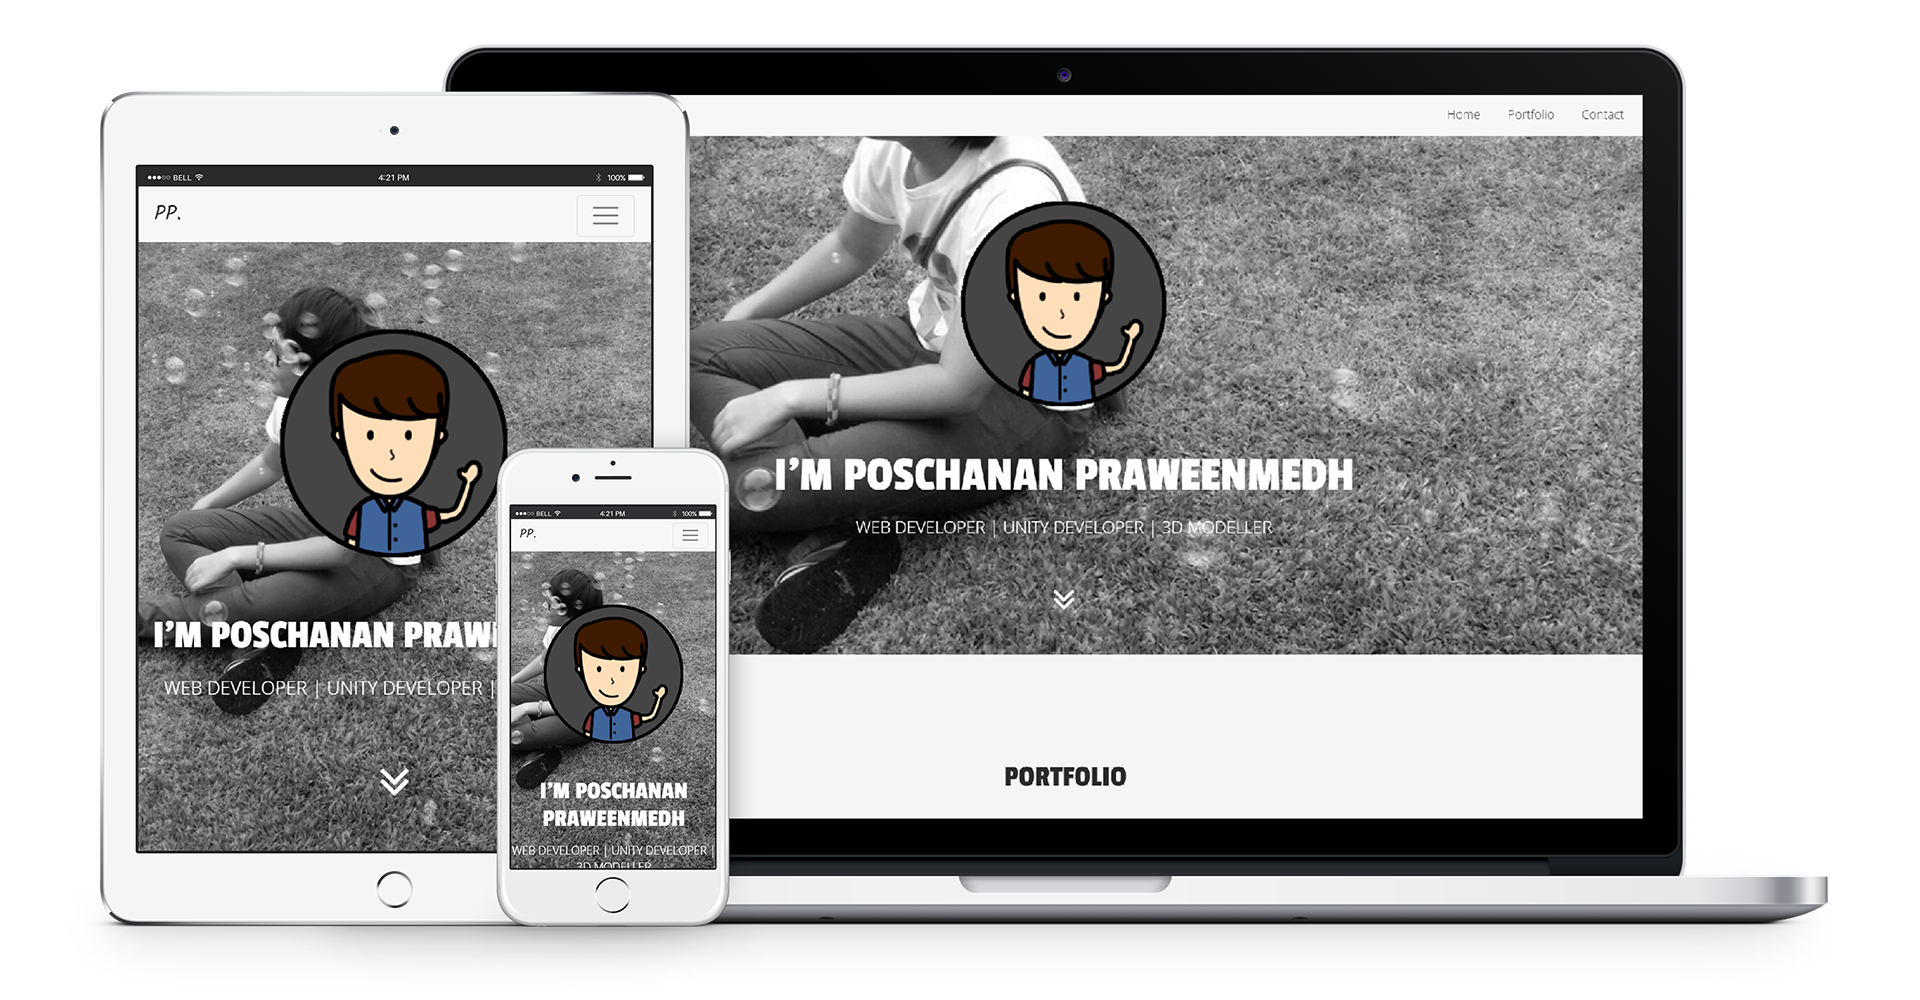 BELL 4:21 PM 100%
PP.
I'M POSCHANAN PRAW
WEB DEVELOPER | UNITY DEVELOPER |
BELL 4:21 PM 100%
PP.
I'M POSCHANAN
PRAWEENMEDH
WEB DEVELOPER | UNITY DEVELOPER |
3D MODELLER
Home Portfolio Contact
I'M POSCHANAN PRAWEENMEDH
WEB DEVELOPER | UNITY DEVELOPER | 3D MODELLER
PORTFOLIO